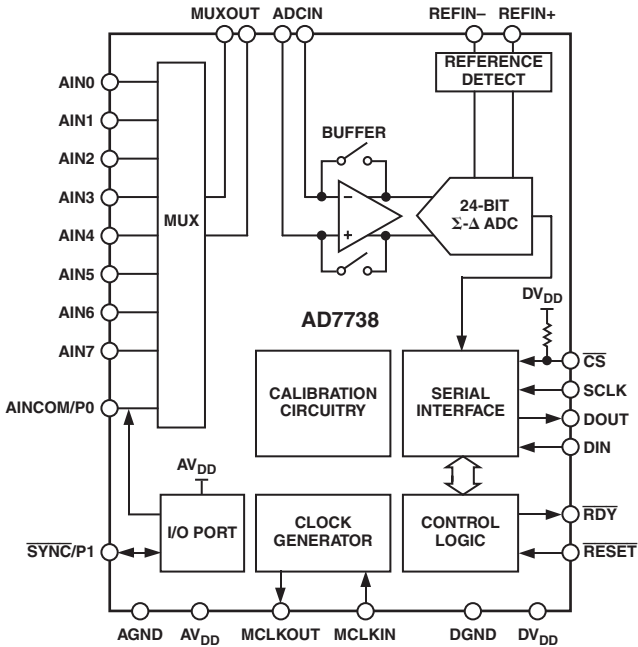 MUXOUT ADCIN REFIN– REFIN+
REFERENCE
DETECT
AIN0
AIN1
AIN2
AIN3
AIN4
AIN5
AIN6
AIN7
AINCOM/P0
MUX
BUFFER
–
+
24-BIT
Σ-Δ ADC
AD7738
DVDD
CALIBRATION
CIRCUITRY
SERIAL
INTERFACE
CS
SCLK
DOUT
DIN
AVDD
I/O PORT
CLOCK
GENERATOR
CONTROL
LOGIC
RDY
RESET
SYNC/P1
AGND AVDD MCLKOUT MCLKIN DGND DVDD